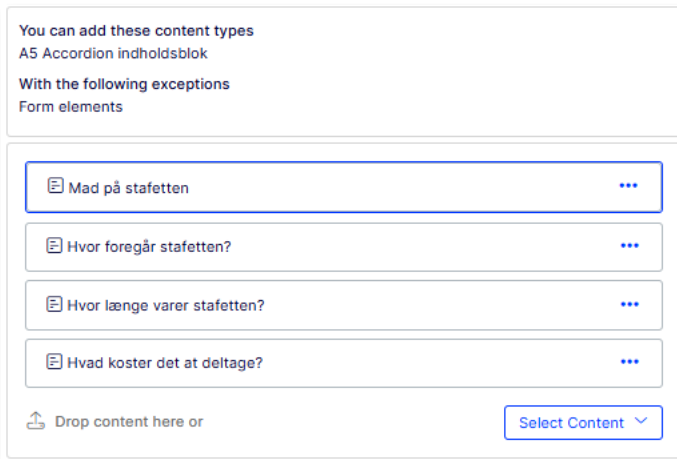 You can add these content types
A5 Accordion indholdsblok
With the following exceptions
Form elements
Mad på stafetten
Hvor foregår stafetten?
Hvor længe varer stafetten?
Hvad koster det at deltage?
Drop content here or
Select Content